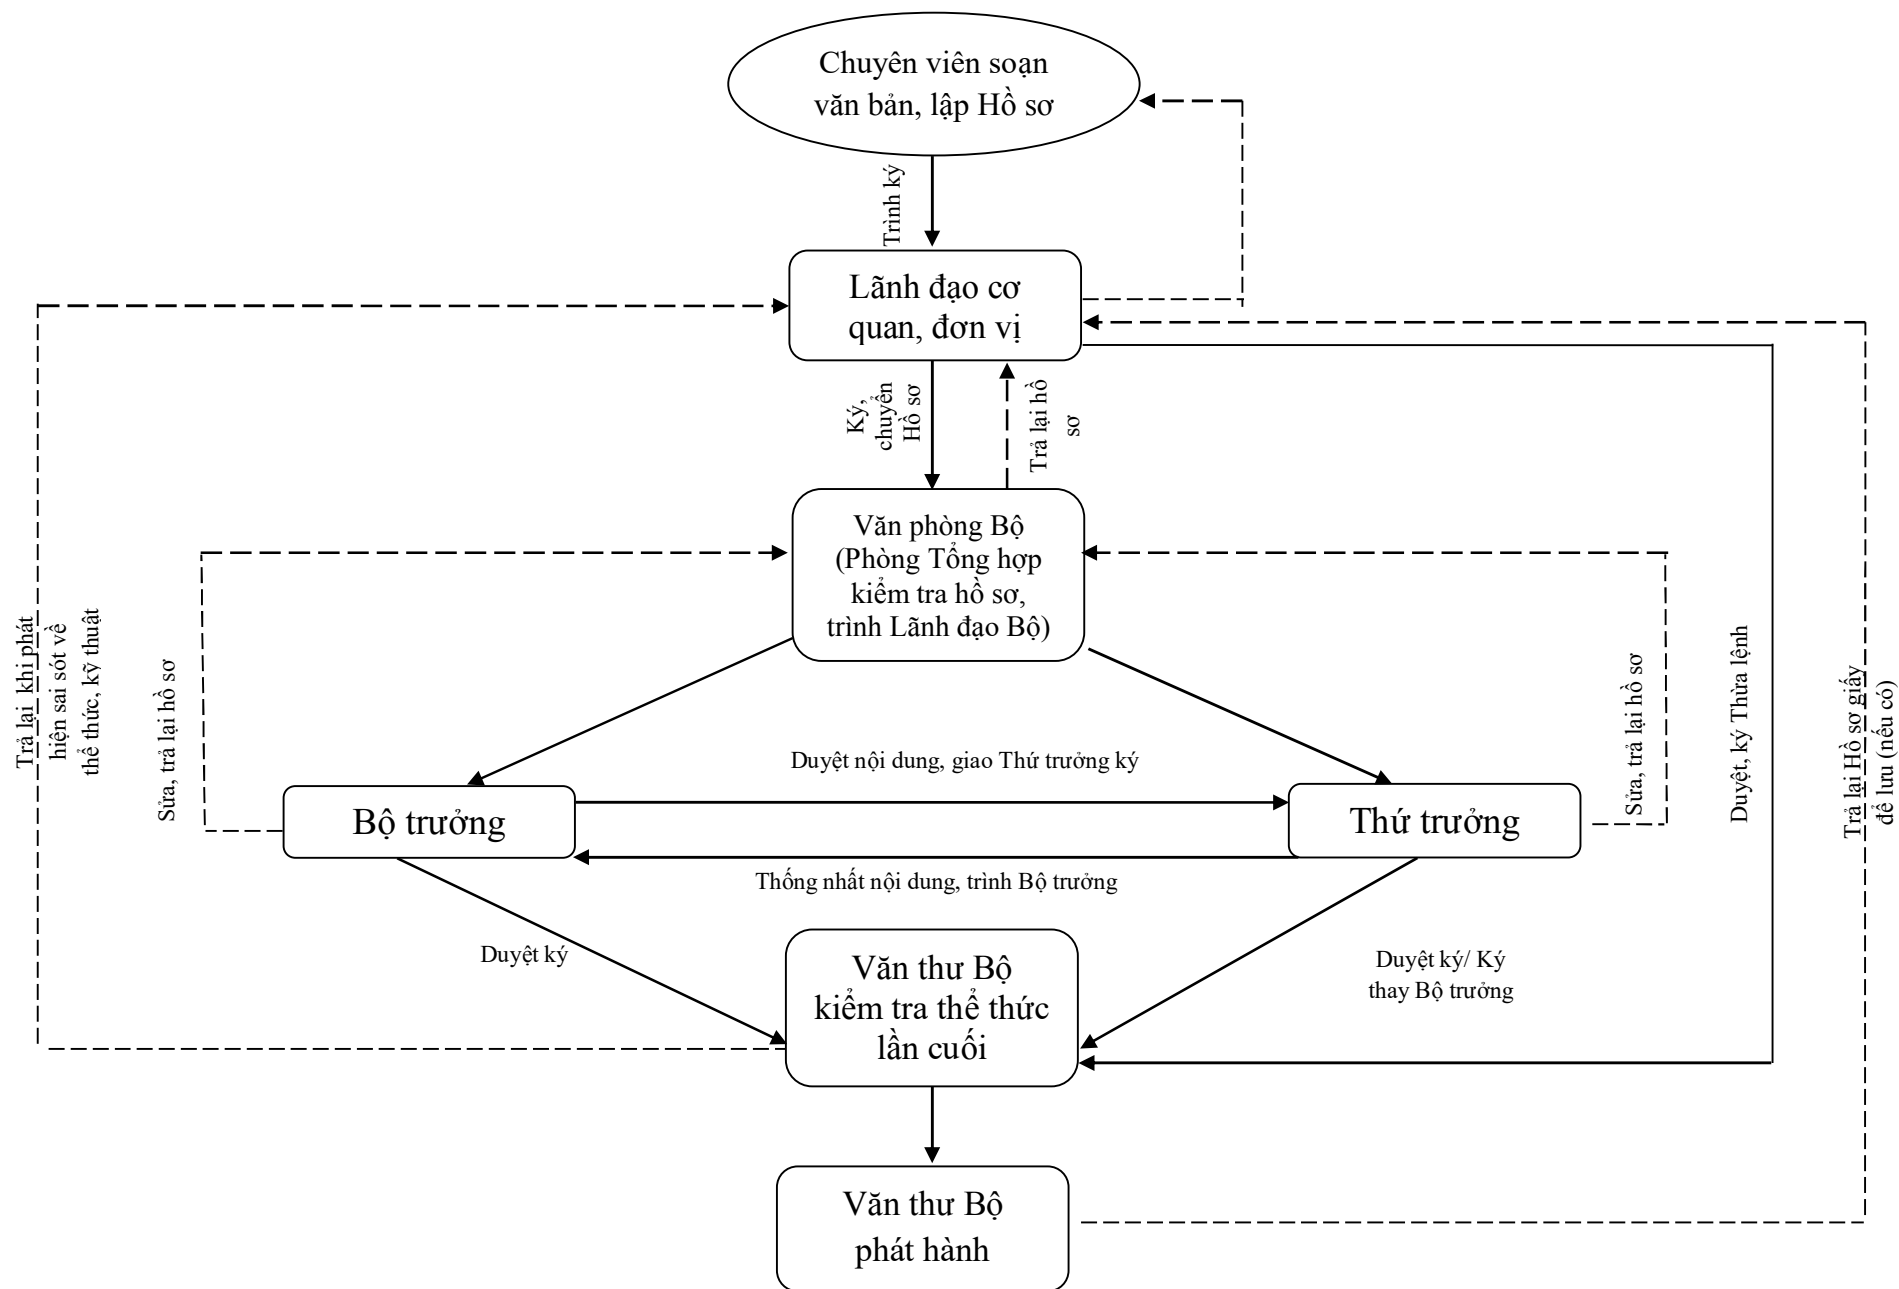 Chuyên viên soạn
văn bản, lập Hồ sơ
Trình ký
Lãnh đạo cơ
quan, đơn vị
Ký,
chuyển
Hồ sơ
Trả lại hồ
sơ
Văn phòng Bộ
(Phòng Tổng hợp
kiểm tra hồ sơ,
trình Lãnh đạo Bộ)
Trả lại khi phát
hiện sai sót về
thể thức, kỹ thuật
Sửa, trả lại hồ sơ
Sửa, trả lại hồ sơ
Duyệt, ký Thừa lệnh
Trả lại Hồ sơ giấy
để lưu (nếu có)
Duyệt nội dung, giao Thứ trưởng ký
Bộ trưởng
Thứ trưởng
Thống nhất nội dung, trình Bộ trưởng
Duyệt ký
Văn thư Bộ
kiểm tra thể thức
lần cuối
Duyệt ký/ Ký
thay Bộ trưởng
Văn thư Bộ
phát hành